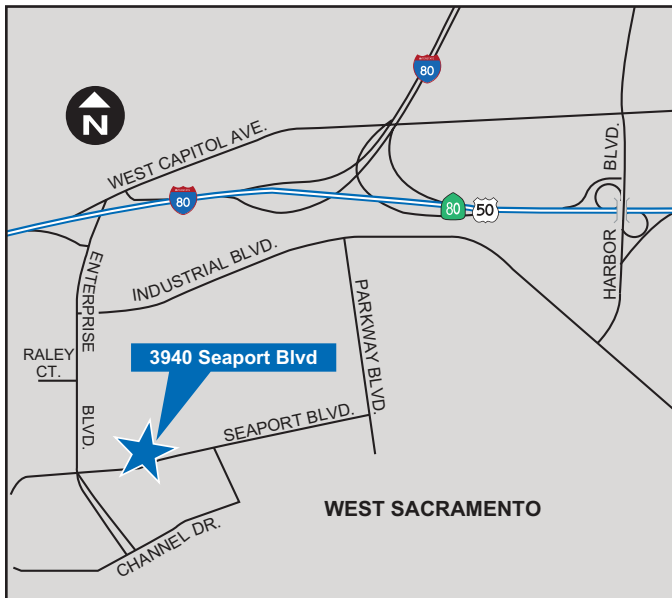 80
N
WEST CAPITOL AVE.
80
80
50
HARBOR BLVD.
ENTERPRISE BLVD.
INDUSTRIAL BLVD.
PARKWAY BLVD.
RALEY
CT.
3940 Seaport Blvd
SEAPORT BLVD.
WEST SACRAMENTO
CHANNEL DR.